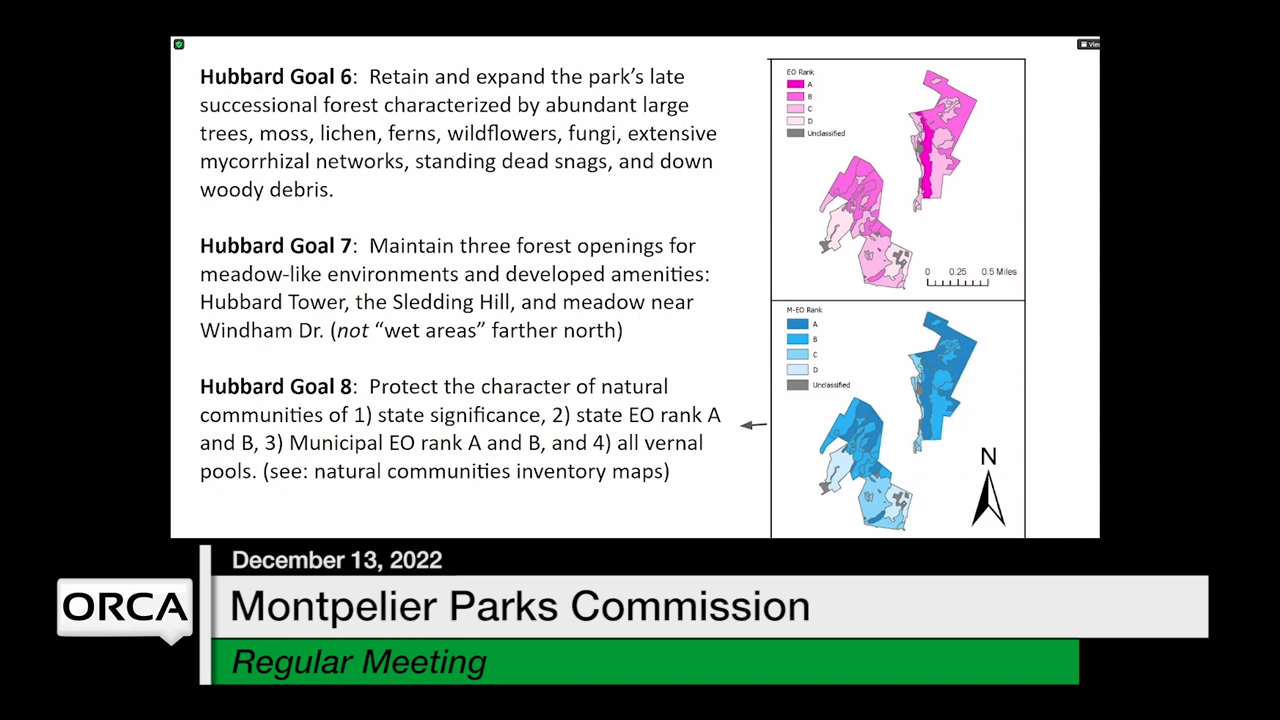 View
Hubbard Goal 6: Retain and expand the park's late
successional forest characterized by abundant large
trees, moss, lichen, ferns, wildflowers, fungi, extensive
mycorrhizal networks, standing dead snags, and down
woody debris.
Hubbard Goal 7: Maintain three forest openings for
meadow-like environments and developed amenities:
Hubbard Tower, the Sledding Hill, and meadow near
Windham Dr. (not “wet areas” farther north)
Hubbard Goal 8: Protect the character of natural
communities of 1) state significance, 2) state EO rank A
and B, 3) Municipal EO rank A and B, and 4) all vernal
pools. (see: natural communities inventory maps)
EO Rank
A
B
C
D
Unclassified
0 0.25 0.5 Miles
M-EO Rank
A
B
C
D
Unclassified
N
December 13, 2022
ORCA
Montpelier Parks Commission
Regular Meeting